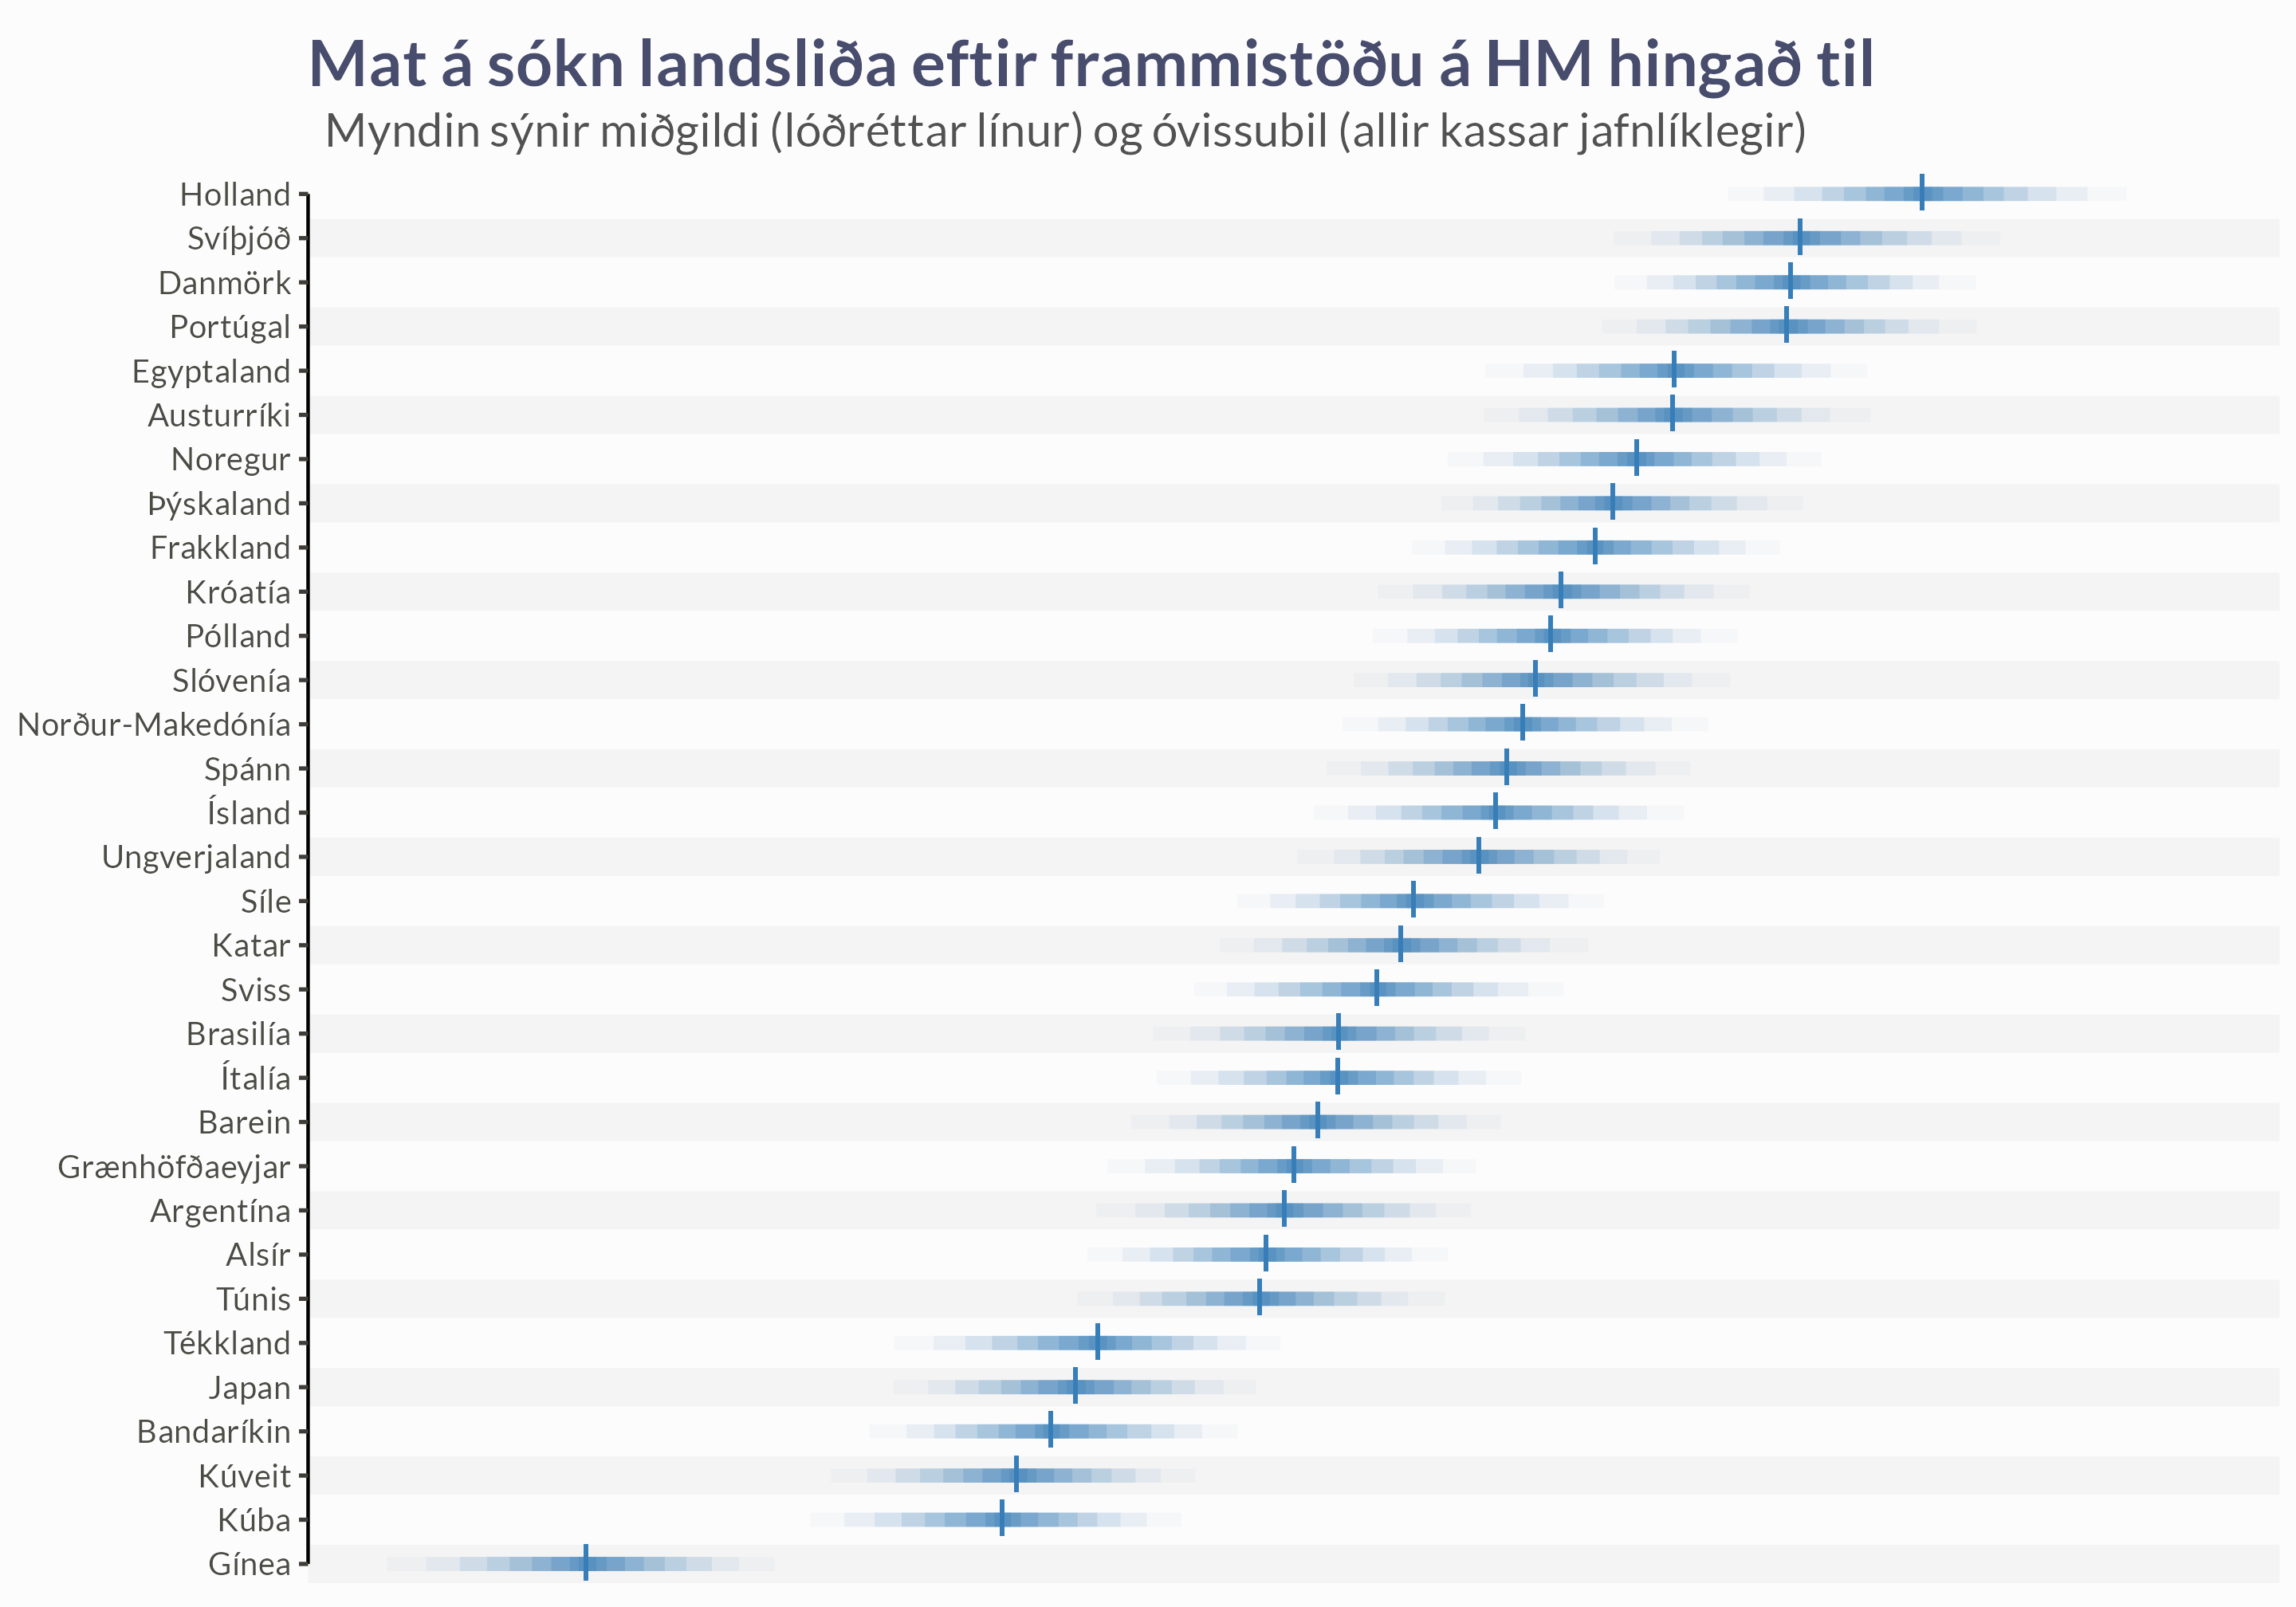 Mat á sókn landsliða eftir frammistöðu á HM hingað til
Myndin sýnir miðgildi (lóðréttar línur) og óvissubil (allir kassar jafnlíklegir)
Holland
Svíþjóð
Danmörk
Portúgal
Egyptaland
Austurríki
Noregur
Þýskaland
Frakkland
Króatía
Pólland
Slóvenía
Norður-Makedónía
Spánn
Ísland
Ungverjaland
Síle
Katar
Sviss
Brasilía
Ítalía
Barein
Grænhöfðaeyjar
Argentína
Alsír
Túnis
Tékkland
Japan
Bandaríkin
Kúveit
Kúba
Gínea